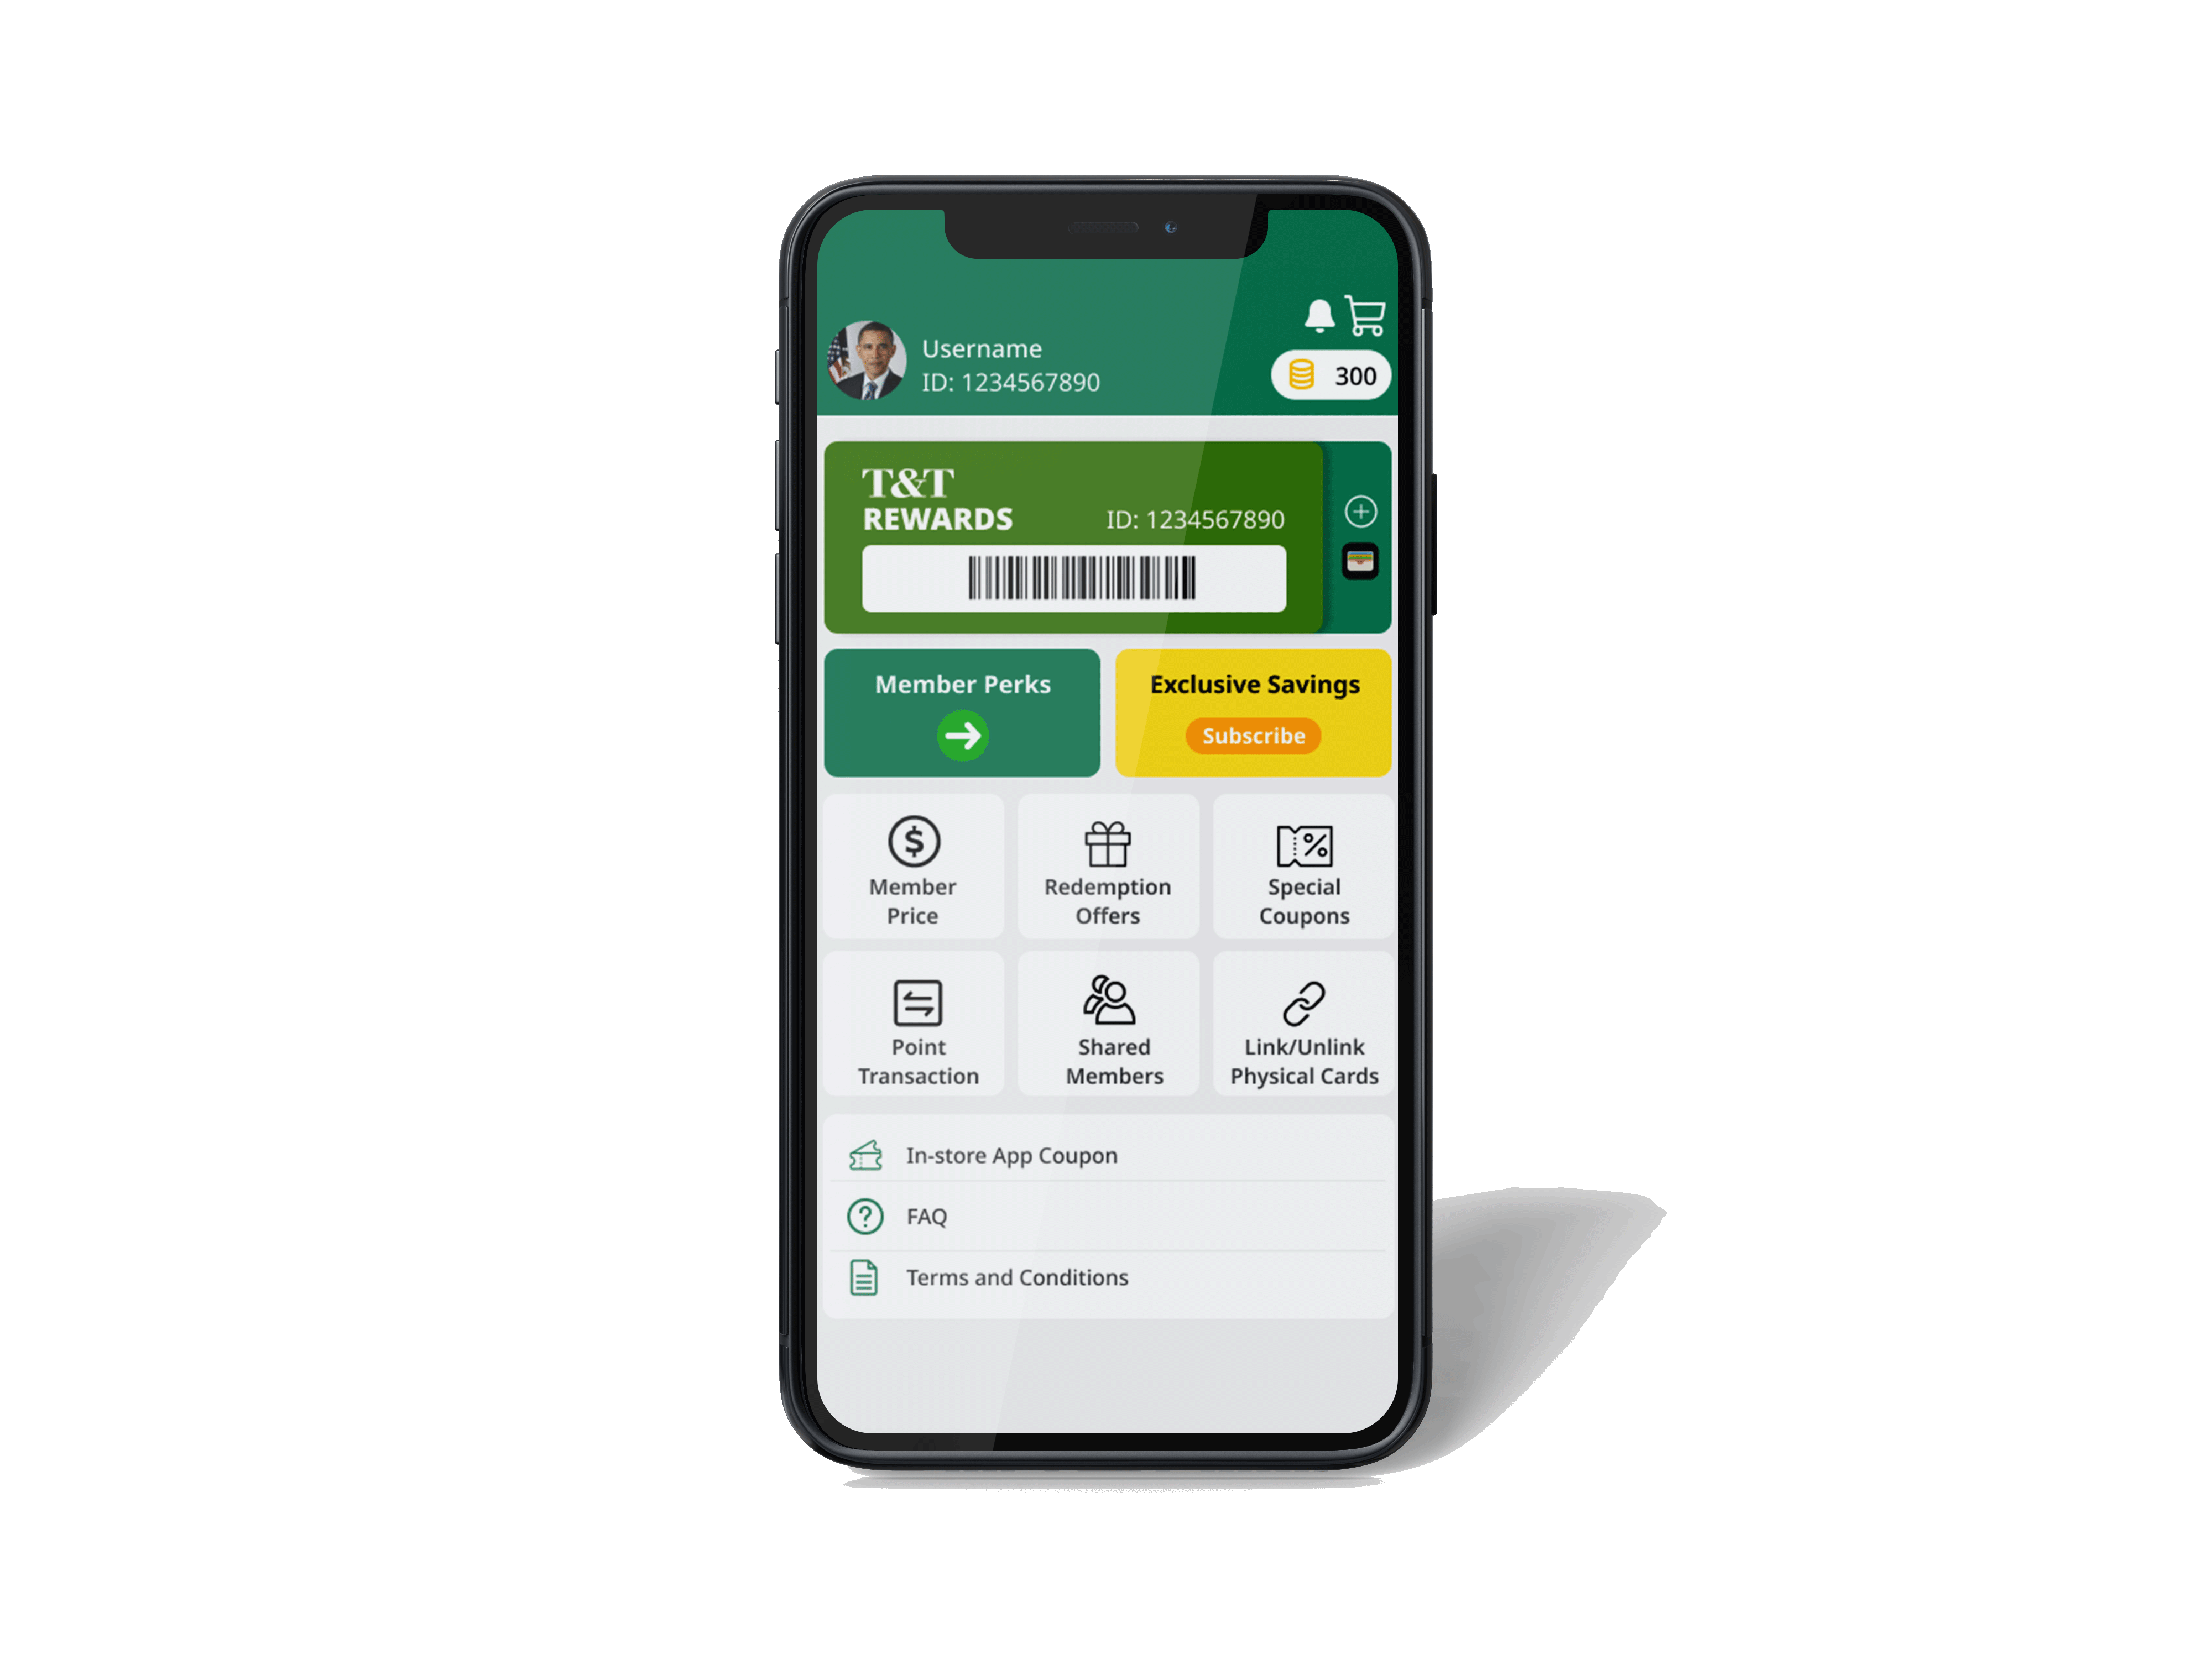 Username
ID: 1234567890
300
T&T
REWARDS
ID: 1234567890
Member Perks
Exclusive Savings
Subscribe
Member
Price
Redemption
Offers
Special
Coupons
Point
Transaction
Shared
Members
Link/Unlink
Physical Cards
In-store App Coupon
FAQ
Terms and Conditions